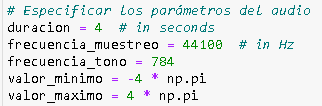 # Especificar los parámetros del audio
duracion = 4  # in seconds
frecuencia_muestreo = 44100  # in Hz
frecuencia_tono = 784
valor_minimo = -4 * np.pi
valor_maximo = 4 * np.pi